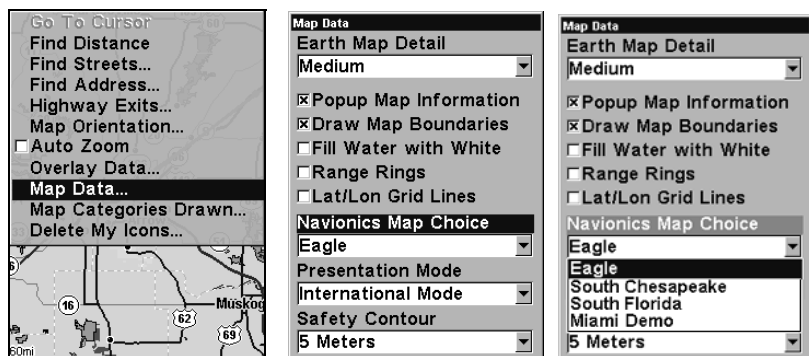 Go To Cursor
Find Distance
Find Streets...
Find Address...
Highway Exits...
Map Orientation...
Auto Zoom
Overlay Data...
Map Data...
Map Categories Drawn...
Delete My Icons...
16
62
69
Muskog
60mi
Map Data
Earth Map Detail
Medium
Popup Map Information
Draw Map Boundaries
Fill Water with White
Range Rings
Lat/Lon Grid Lines
Navionics Map Choice
Eagle
Presentation Mode
International Mode
Safety Contour
5 Meters
Map Data
Earth Map Detail
Medium
Popup Map Information
Draw Map Boundaries
Fill Water with White
Range Rings
Lat/Lon Grid Lines
Navionics Map Choice
Eagle
Eagle
South Chesapeake
South Florida
Miami Demo
5 Meters